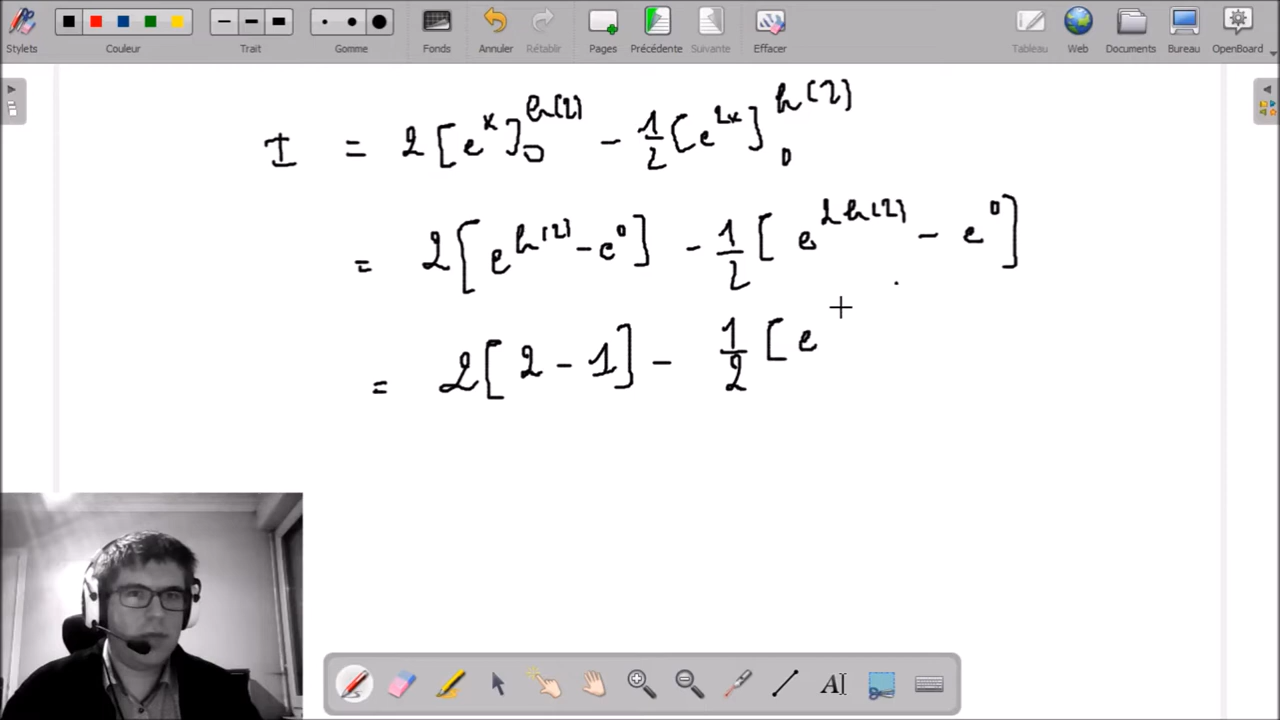 Stylets Couleur Trait Gomme Fonds Annuler Rétablir Pages Précédente Suivante Effacer Tableau Web Documents Bureau OpenBoard
I = 2 [e^x]_0^{ln(2)} - 1/2 [e^{2x}]_0^{ln(2)}
= 2 [e^{ln(2)} - e^0] - 1/2 [e^{2ln(2)} - e^0]
= 2 [2 - 1] - 1/2 [e
AI